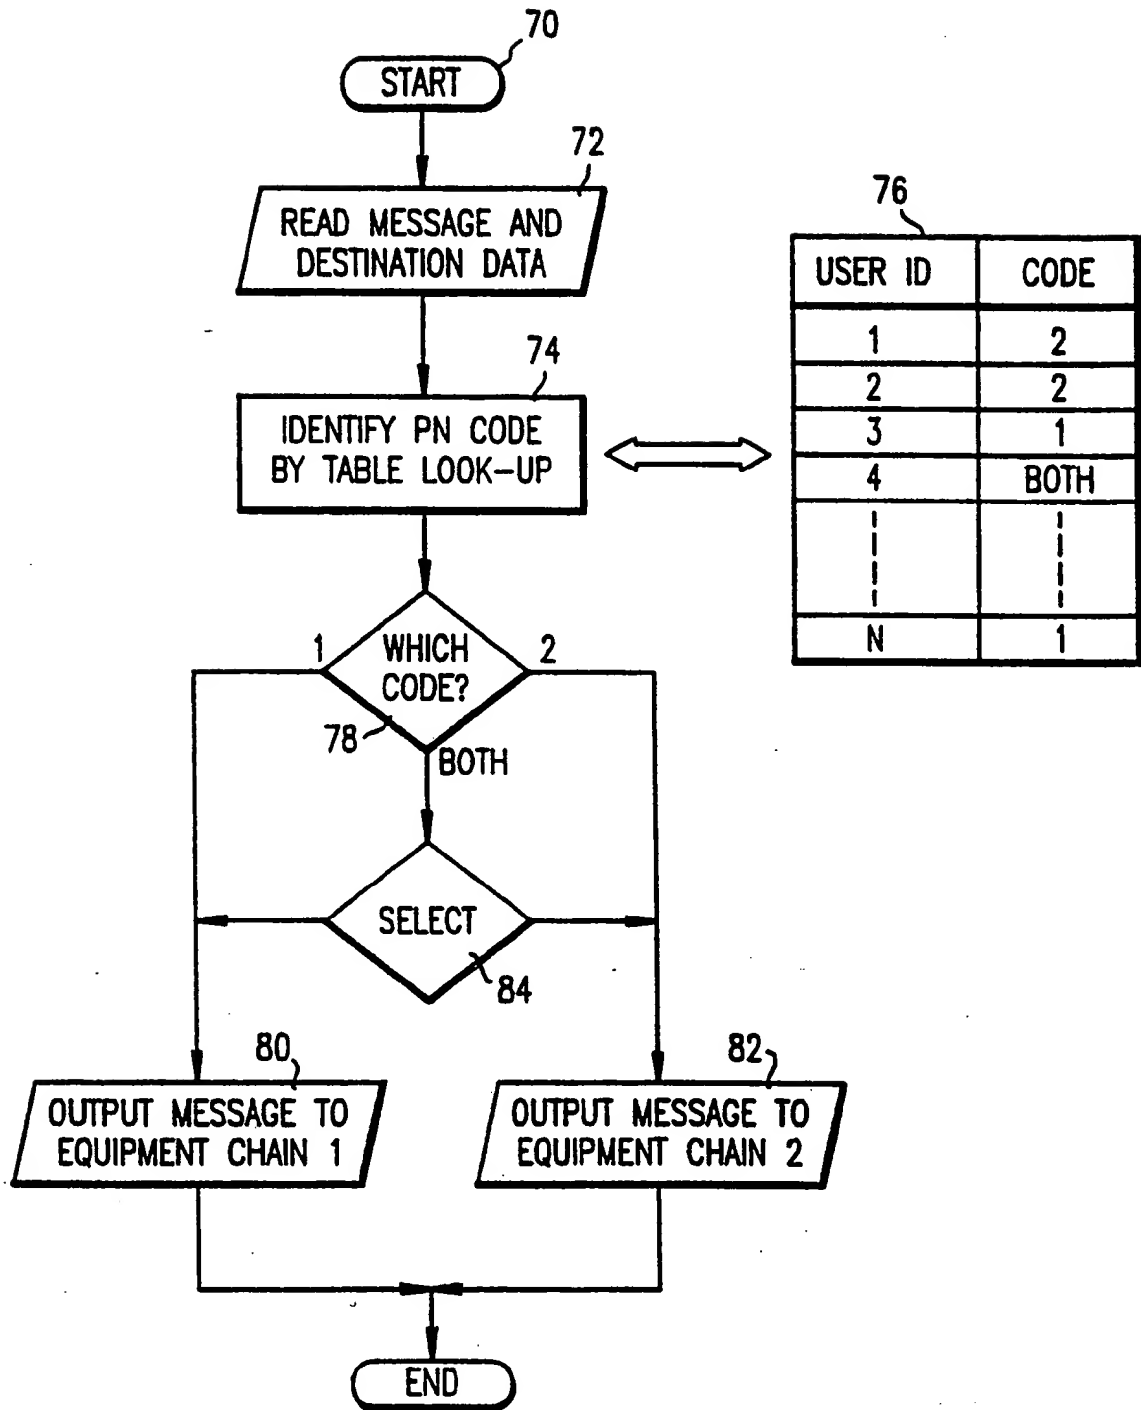 70
START
72
READ MESSAGE AND
DESTINATION DATA
76
USER ID CODE
1 2
2 2
3 1
4 BOTH
N 1
74
IDENTIFY PN CODE
BY TABLE LOOK-UP
1 WHICH 2
CODE?
78
BOTH
SELECT
84
80
OUTPUT MESSAGE TO
EQUIPMENT CHAIN 1
82
OUTPUT MESSAGE TO
EQUIPMENT CHAIN 2
END